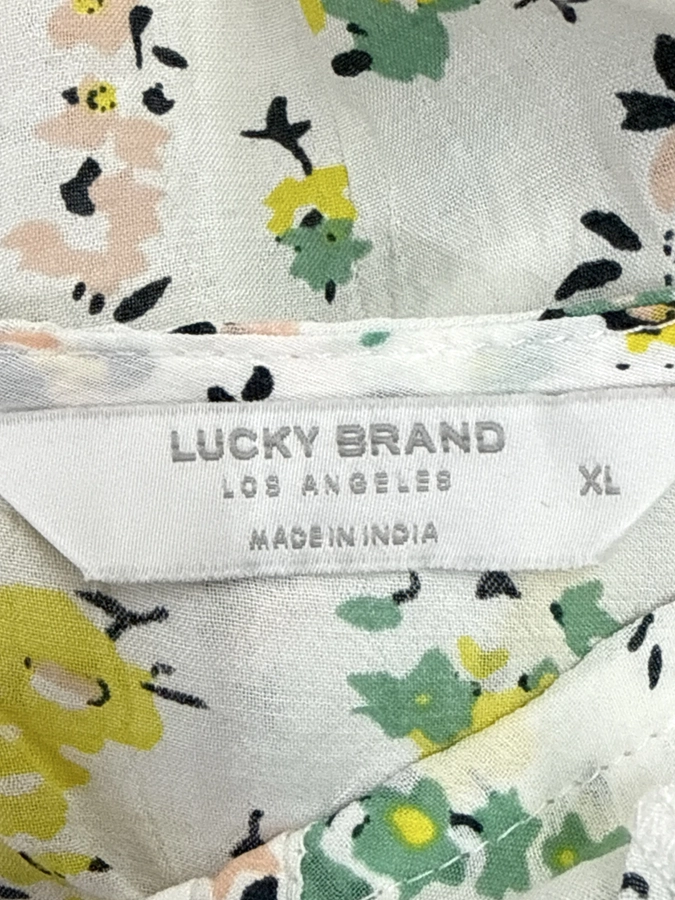 LUCKY BRAND
LOS ANGELES
XL
MADE IN INDIA